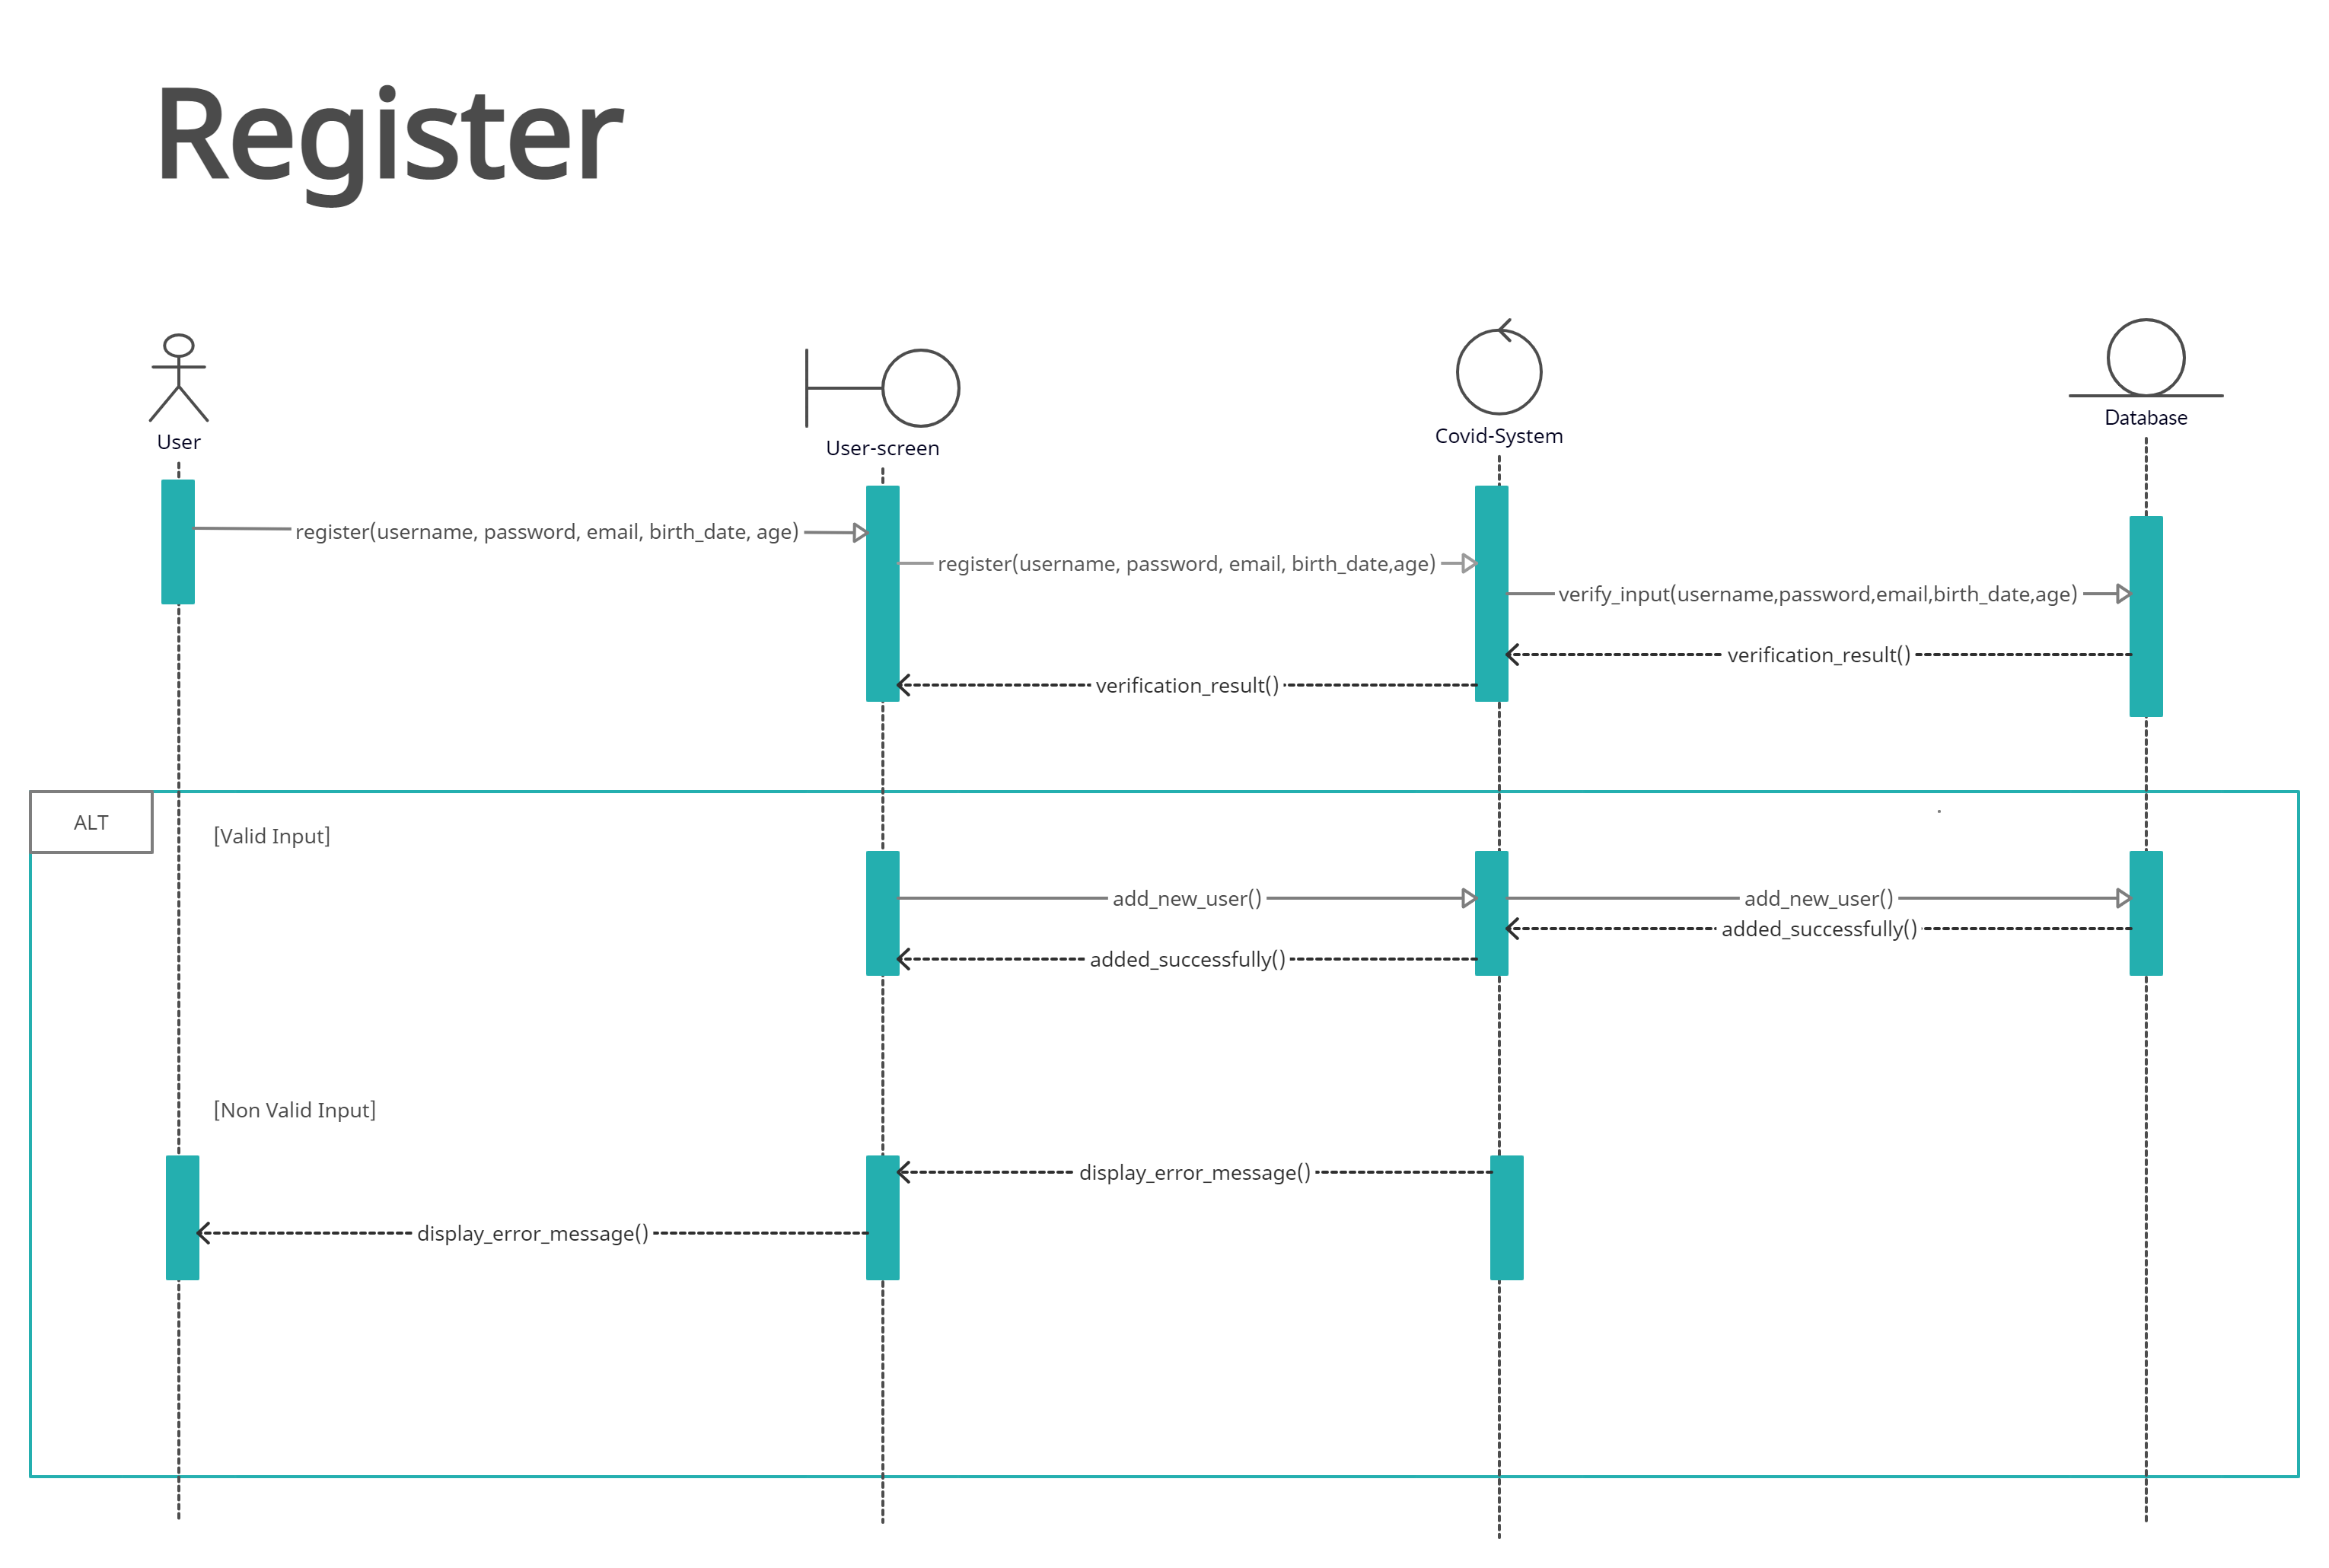 Register
User
User-screen
Covid-System
Database
register(username, password, email, birth_date, age)
register(username, password, email, birth_date,age)
verify_input(username,password,email,birth_date,age)
verification_result()
verification_result()
ALT
[Valid Input]
add_new_user()
add_new_user()
added_successfully()
added_successfully()
[Non Valid Input]
display_error_message()
display_error_message()